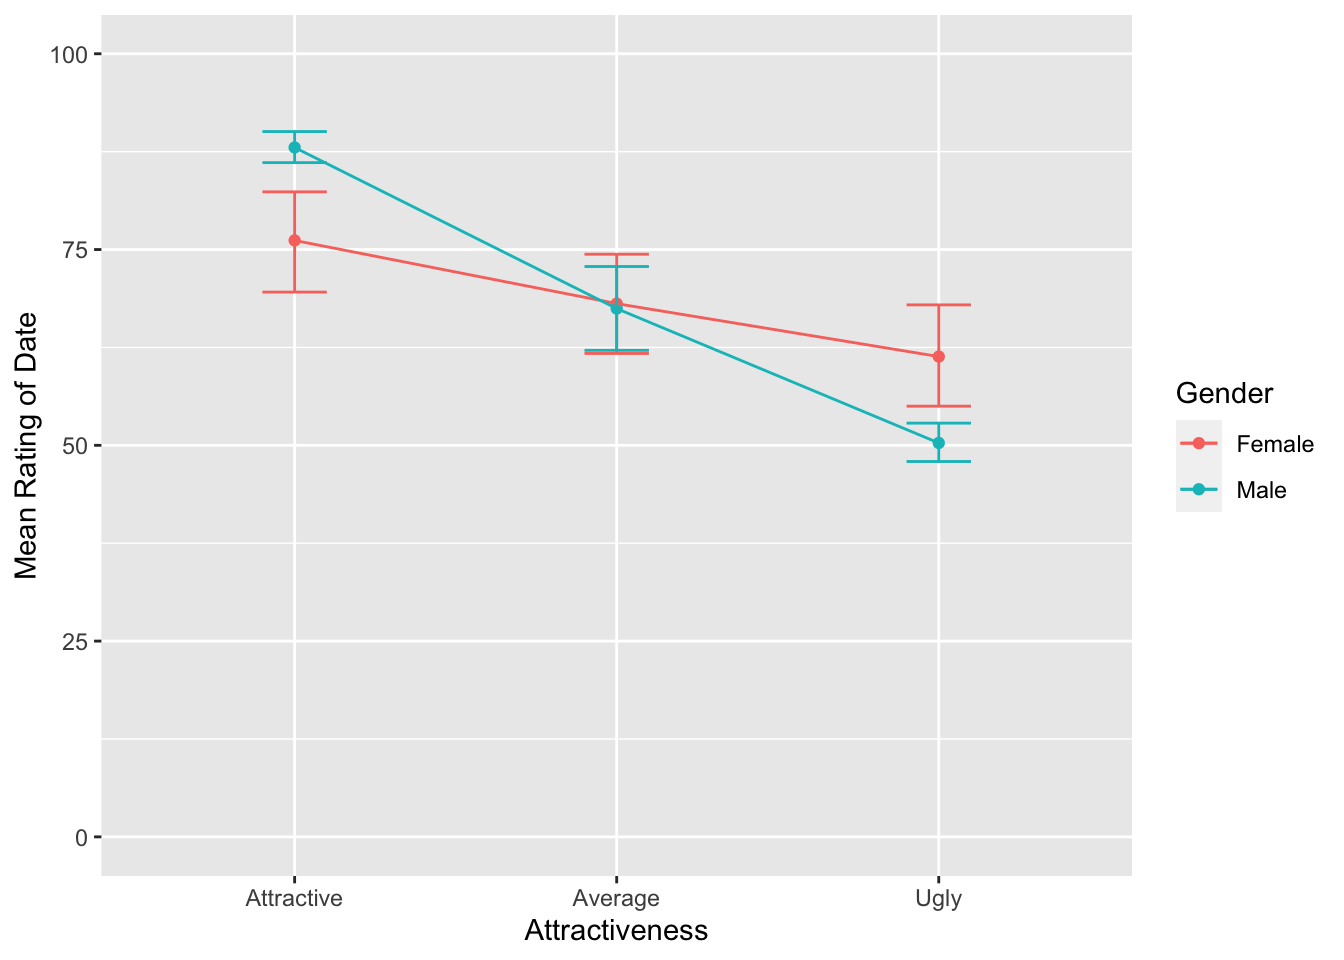 100
75
50
25
0
Mean Rating of Date
Attractive
Average
Ugly
Attractiveness
Gender
Female
Male